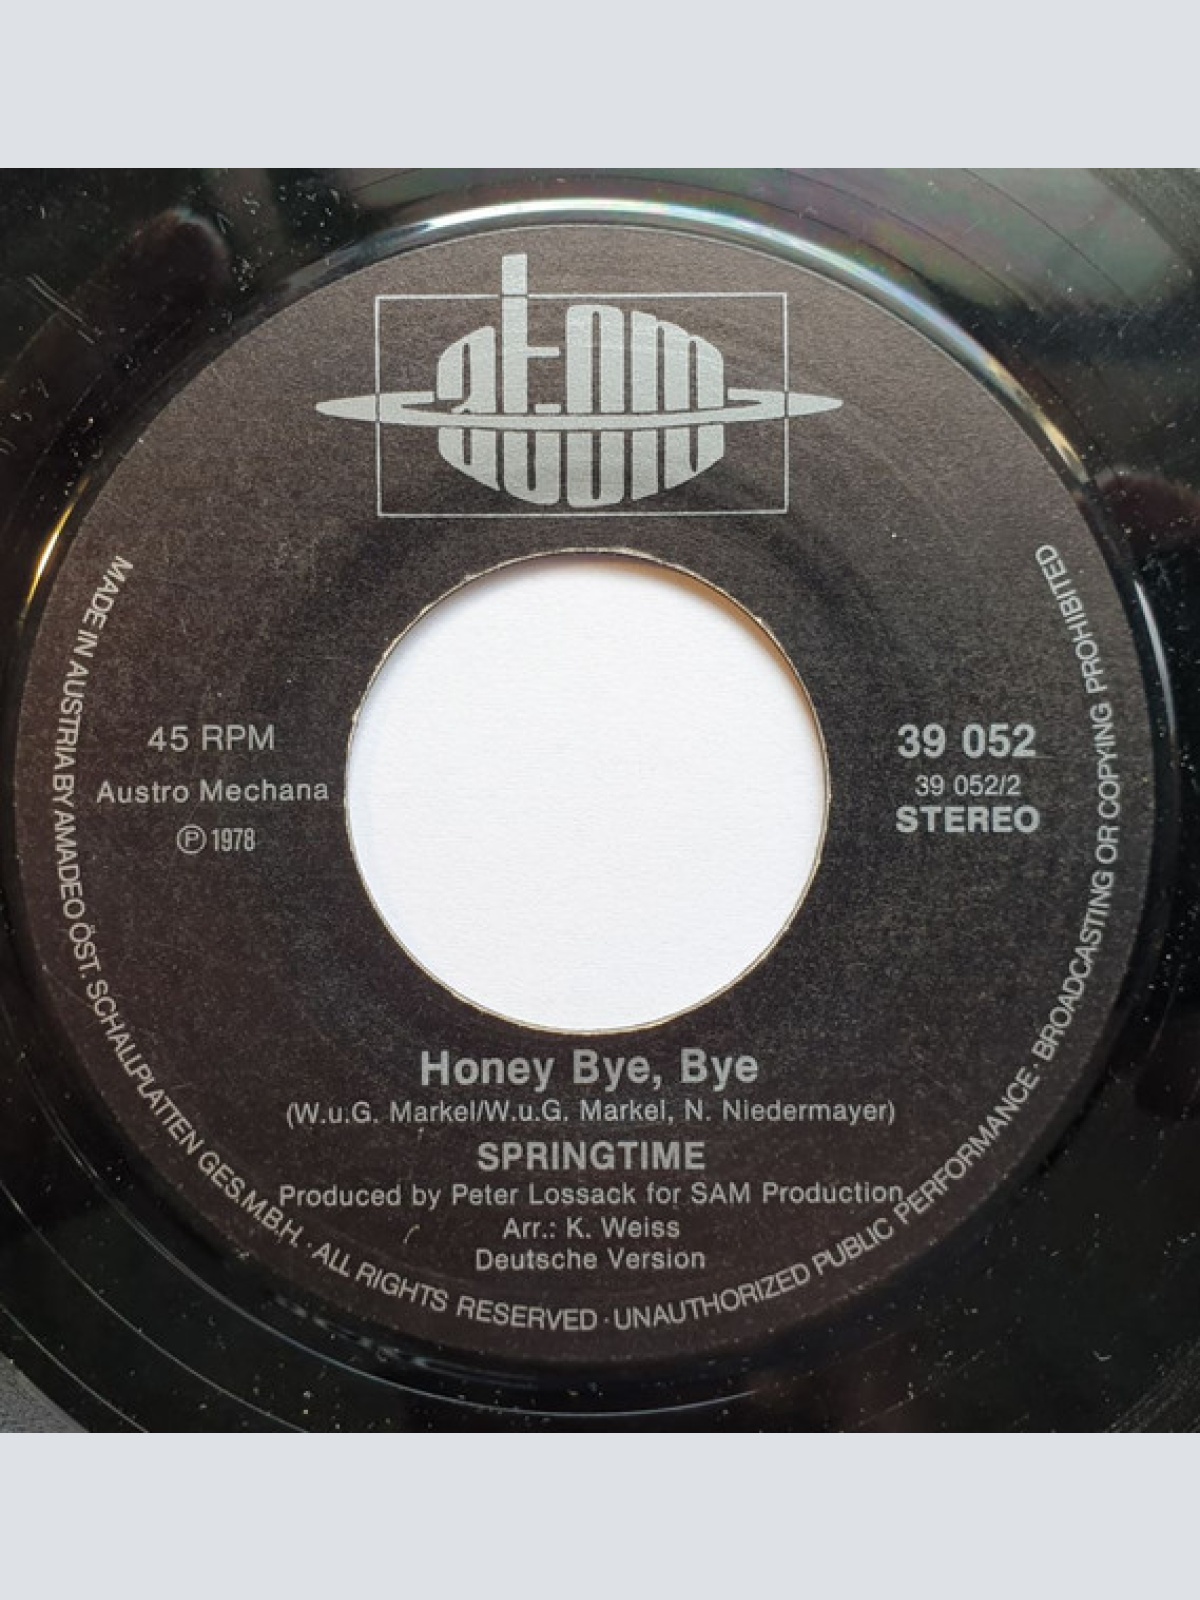 atom
45 RPM
Austro Mechana
Ⓟ 1978
39 052
39 052/2
STEREO
Honey Bye, Bye
(W.u.G. Markel/W.u.G. Markel, N. Niedermayer)
SPRINGTIME
Produced by Peter Lossack for SAM Production
Arr.: K. Weiss
Deutsche Version
MADE IN AUSTRIA BY AMADEO ÖST. SCHALLPLATTEN GES.M.B.H. · ALL RIGHTS RESERVED · UNAUTHORIZED PUBLIC PERFORMANCE · BROADCASTING OR COPYING PROHIBITED